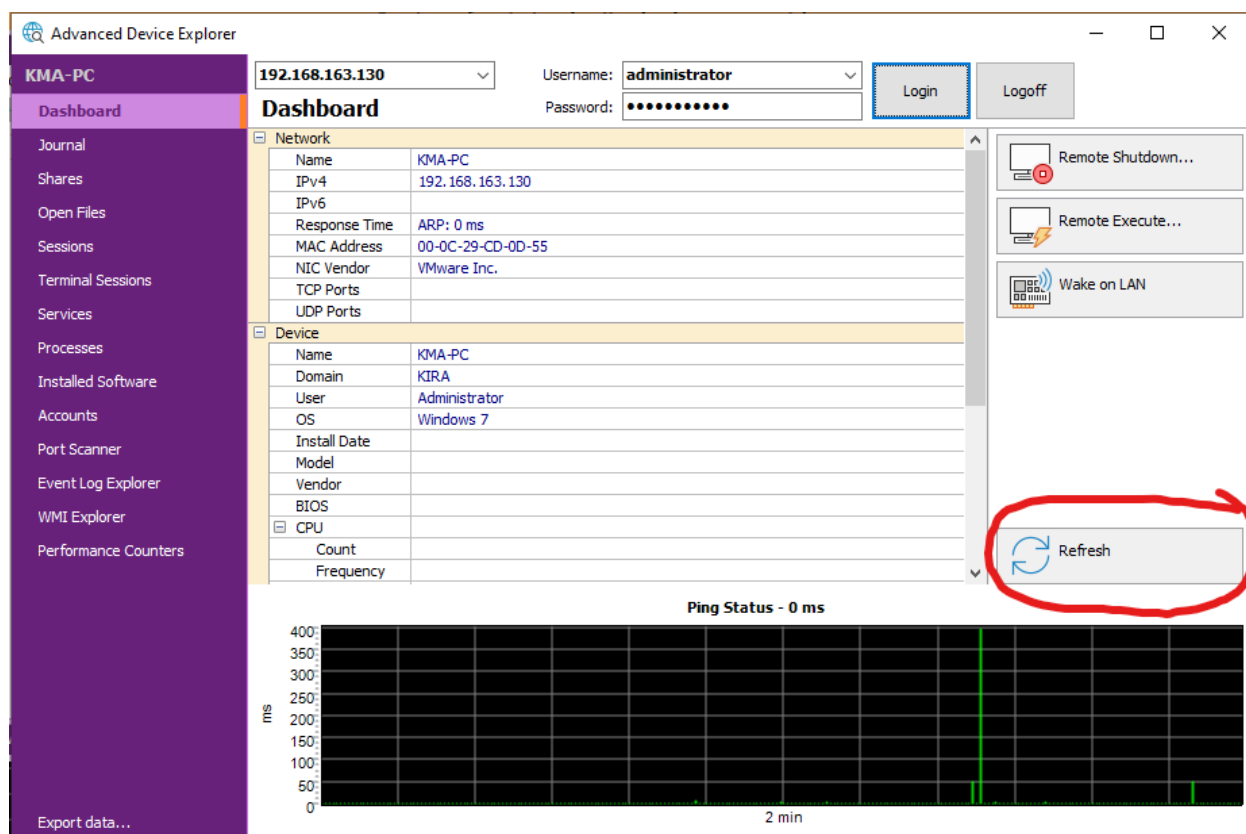 Advanced Device Explorer
KMA-PC
192.168.163.130
Username: administrator
Login
Logoff
Dashboard
Password: •••••••••••
Dashboard
Journal
Shares
Open Files
Sessions
Terminal Sessions
Services
Processes
Installed Software
Accounts
Port Scanner
Event Log Explorer
WMI Explorer
Performance Counters
Export data...
Network
Name KMA-PC
IPv4 192.168.163.130
IPv6
Response Time ARP: 0 ms
MAC Address 00-0C-29-CD-0D-55
NIC Vendor VMware Inc.
TCP Ports
UDP Ports
Device
Name KMA-PC
Domain KIRA
User Administrator
OS Windows 7
Install Date
Model
Vendor
BIOS
CPU
Count
Frequency
Remote Shutdown...
Remote Execute...
Wake on LAN
Refresh
Ping Status - 0 ms
ms
400
350
300
250
200
150
100
50
0
2 min